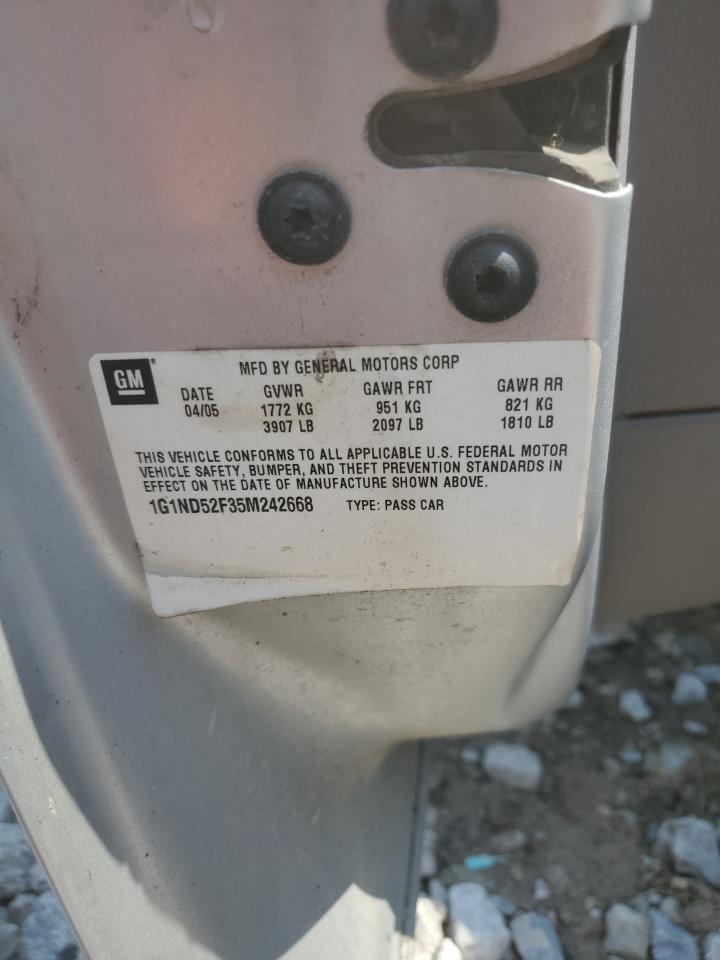 GM
MFD BY GENERAL MOTORS CORP
DATE GVWR GAWR FRT GAWR RR
04/05 1772 KG 951 KG 821 KG
3907 LB 2097 LB 1810 LB
THIS VEHICLE CONFORMS TO ALL APPLICABLE U.S. FEDERAL MOTOR
VEHICLE SAFETY, BUMPER, AND THEFT PREVENTION STANDARDS IN
EFFECT ON THE DATE OF MANUFACTURE SHOWN ABOVE.
1G1ND52F35M242668 TYPE: PASS CAR